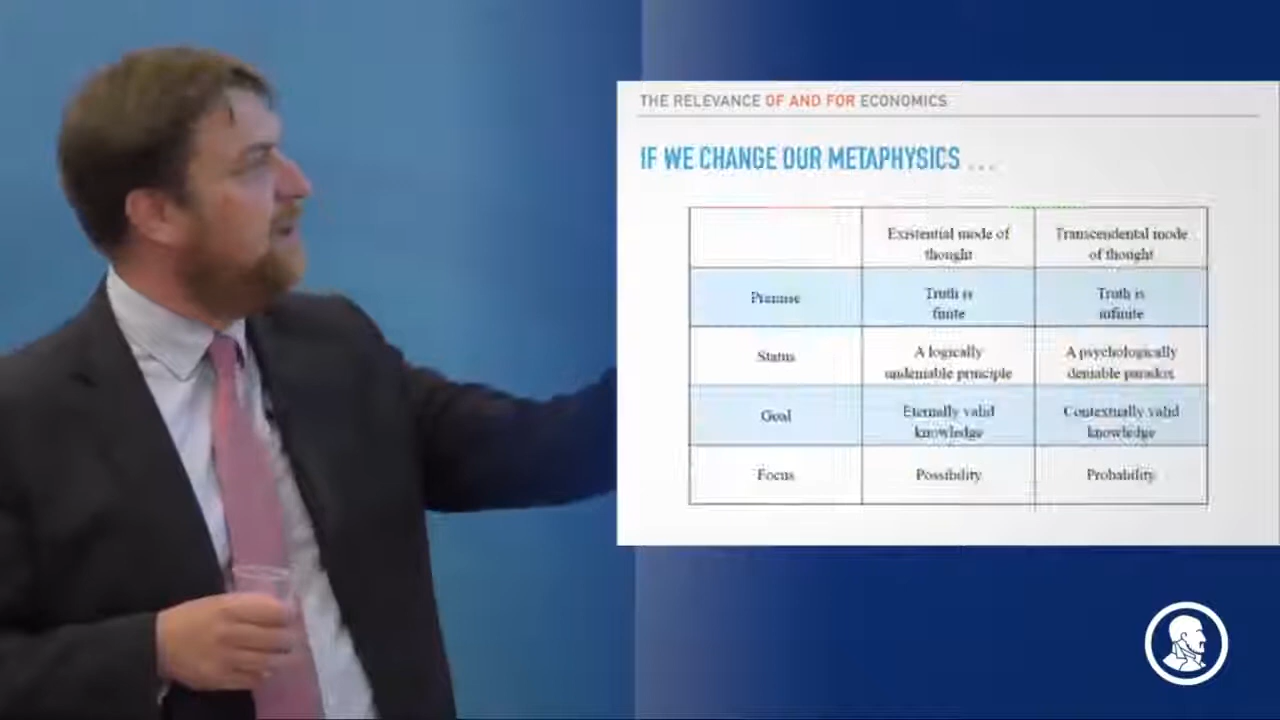 THE RELEVANCE OF AND FOR ECONOMICS
IF WE CHANGE OUR METAPHYSICS . . .
Existential mode of
thought
Transcendental mode
of thought
Premise
Truth is
finite
Truth is
infinite
Status
A logically
undeniable principle
A psychologically
deniable paradox
Goal
Eternally valid
knowledge
Contextually valid
knowledge
Focus
Possibility
Probability